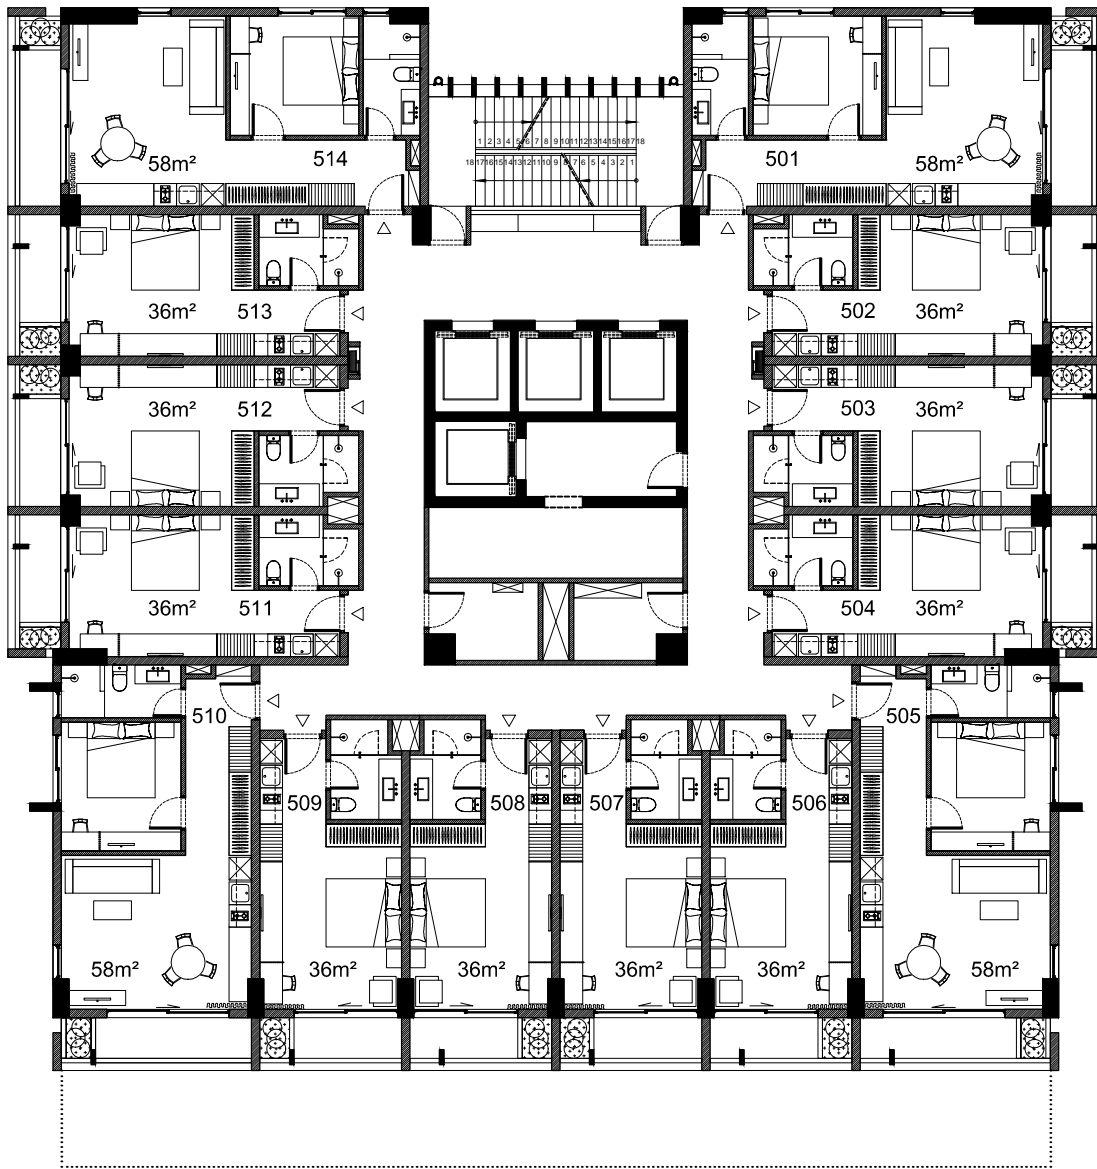 1 2 3 4 5 6 7 8 9 10 11 12 13 14 15 16 17 18
58m² 514 501 58m²
18 17 16 15 14 13 12 11 10 9 8 7 6 5 4 3 2 1
36m² 513 502 36m²
36m² 512 503 36m²
36m² 511 504 36m²
510 505
509 508 507 506
58m² 36m² 36m² 36m² 36m² 58m²